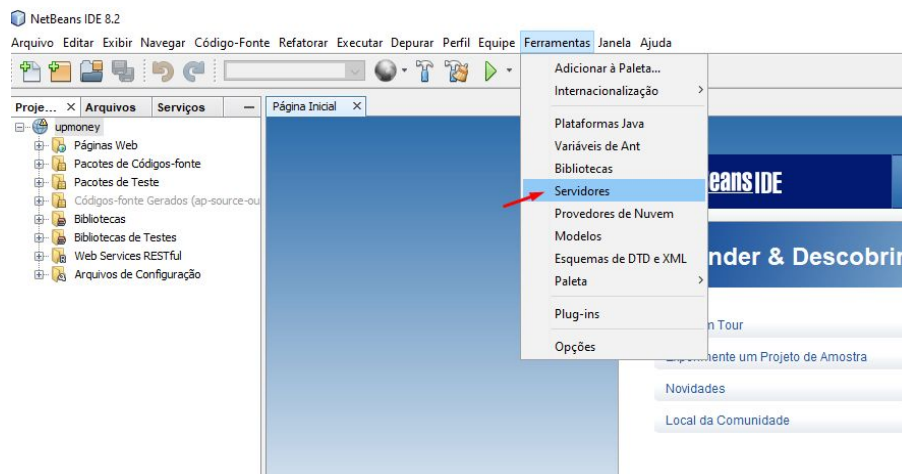 NetBeans IDE 8.2
Arquivo Editar Exibir Navegar Código-Fonte Refatorar Executar Depurar Perfil Equipe Ferramentas Janela Ajuda
Proje... × Arquivos Serviços
Página Inicial ×
upmoney
Páginas Web
Pacotes de Códigos-fonte
Pacotes de Teste
Códigos-fonte Gerados (ap-source-ou
Bibliotecas
Bibliotecas de Testes
Web Services RESTful
Arquivos de Configuração
Adicionar à Paleta...
Internacionalização
Plataformas Java
Variáveis de Ant
Bibliotecas
Servidores
Provedores de Nuvem
Modelos
Esquemas de DTD e XML
Paleta
Plug-ins
Opções
eans IDE
nder & Descobrir
n Tour
Experimente um Projeto de Amostra
Novidades
Local da Comunidade